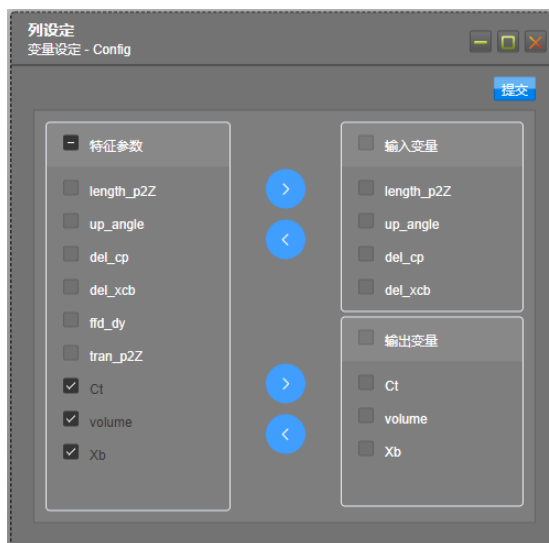 列设定
变量设定 - Config
提交
特征参数
length_p2Z
up_angle
del_cp
del_xcb
ffd_dy
tran_p2Z
Ct
volume
Xb
输入变量
length_p2Z
up_angle
del_cp
del_xcb
输出变量
Ct
volume
Xb